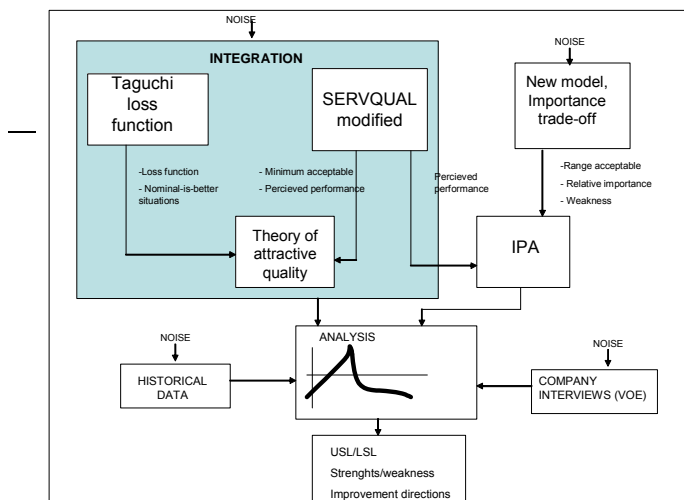 NOISE
INTEGRATION
NOISE
Taguchi
loss
function
SERVQUAL
modified
New model,
Importance
trade-off
-Loss function
- Nominal-is-better
situations
- Minimum acceptable
- Percieved performance
Percieved
performance
-Range acceptable
- Relative importance
- Weakness
Theory of
attractive
quality
IPA
NOISE
ANALYSIS
NOISE
HISTORICAL
DATA
COMPANY
INTERVIEWS (VOE)
USL/LSL
Strenghts/weakness
Improvement directions